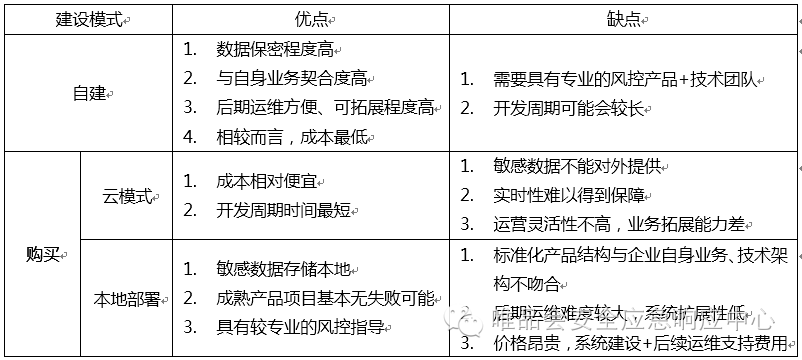 建设模式 优点 缺点
自建
1. 数据保密程度高
2. 与自身业务契合度高
3. 后期运维方便、可拓展程度高
4. 相较而言，成本最低
1. 需要具有专业的风控产品+技术团队
2. 开发周期可能会较长
购买
云模式
1. 成本相对便宜
2. 开发周期时间最短
1. 敏感数据不能对外提供
2. 实时性难以得到保障
3. 运营灵活性不高，业务拓展能力差
本地部署
1. 敏感数据存储本地
2. 成熟产品项目基本无失败可能
3. 具有较专业的风控指导
1. 标准化产品结构与企业自身业务、技术架
构不吻合
后期运维难度较大、系统扩展性低
3. 价格昂贵，系统建设+后续运维支持费用
唯品会安全应急响应中心